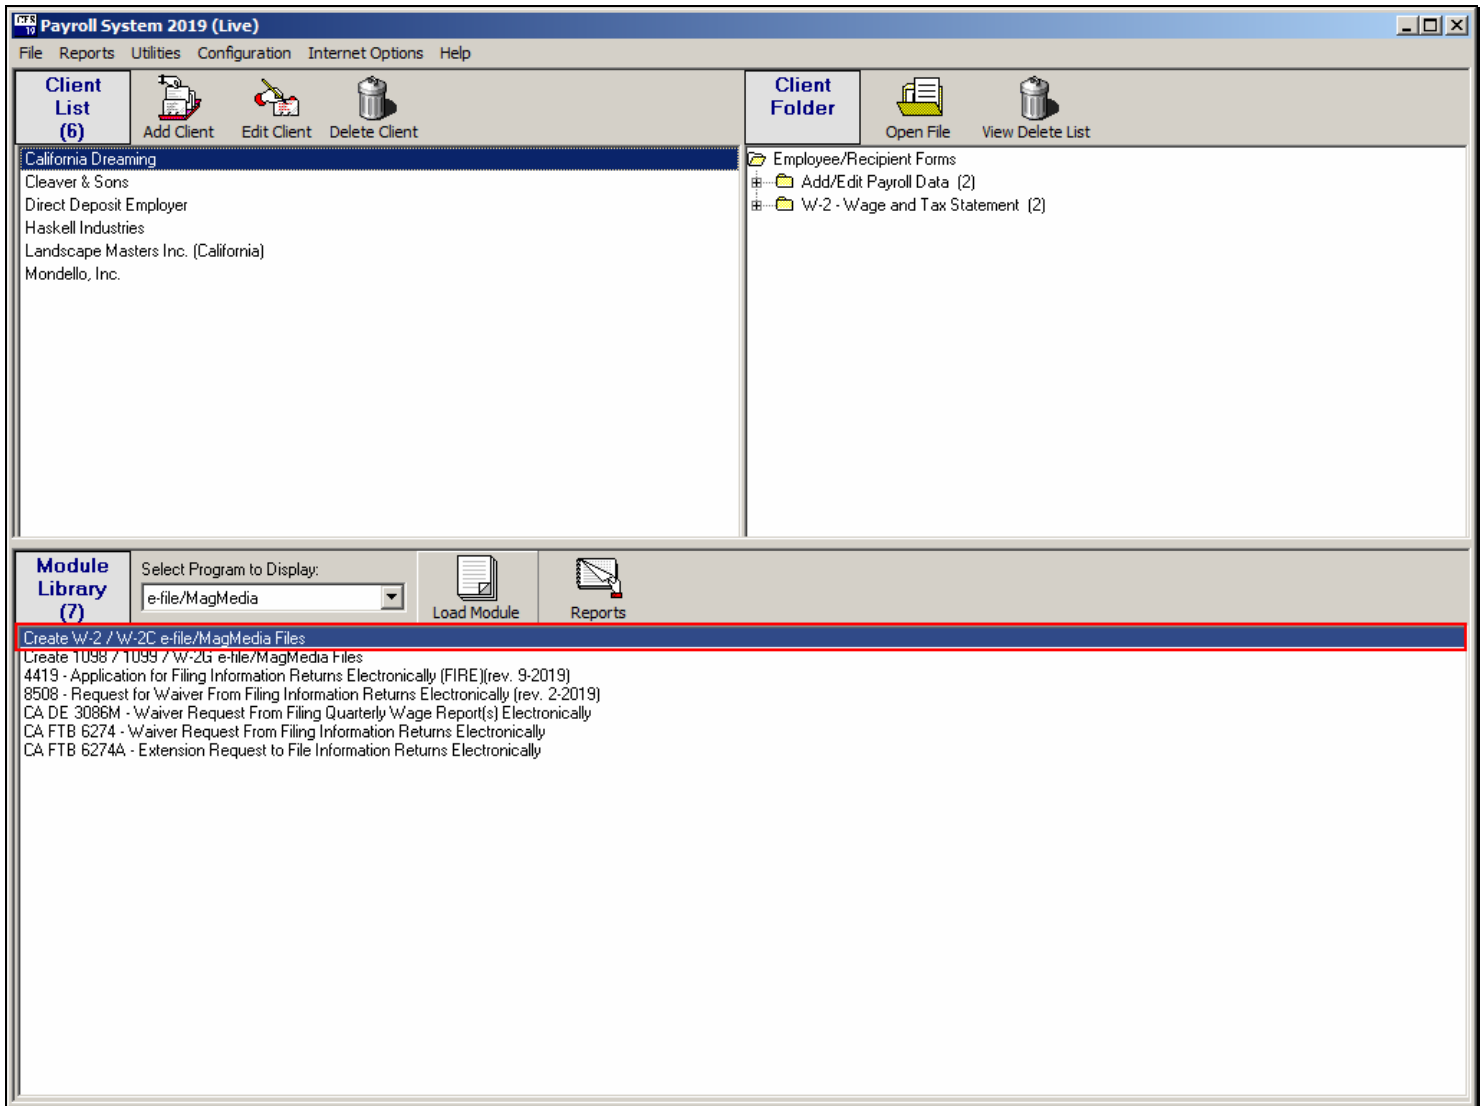 CFS
19
Payroll System 2019 (Live)
File Reports Utilities Configuration Internet Options Help
Client
List
(6)
Add Client Edit Client Delete Client
California Dreaming
Cleaver & Sons
Direct Deposit Employer
Haskell Industries
Landscape Masters Inc. (California)
Mondello, Inc.
Client
Folder
Open File View Delete List
Employee/Recipient Forms
Add/Edit Payroll Data (2)
W-2 - Wage and Tax Statement (2)
Module
Library
(7)
Select Program to Display:
e-file/MagMedia
Load Module Reports
Create W-2 / W-2C e-file/MagMedia Files
Create 1098 / 1099 / W-2G e-file/MagMedia Files
4419 - Application for Filing Information Returns Electronically (FIRE)(rev. 9-2019)
8508 - Request for Waiver From Filing Information Returns Electronically (rev. 2-2019)
CA DE 3086M - Waiver Request From Filing Quarterly Wage Report(s) Electronically
CA FTB 6274 - Waiver Request From Filing Information Returns Electronically
CA FTB 6274A - Extension Request to File Information Returns Electronically